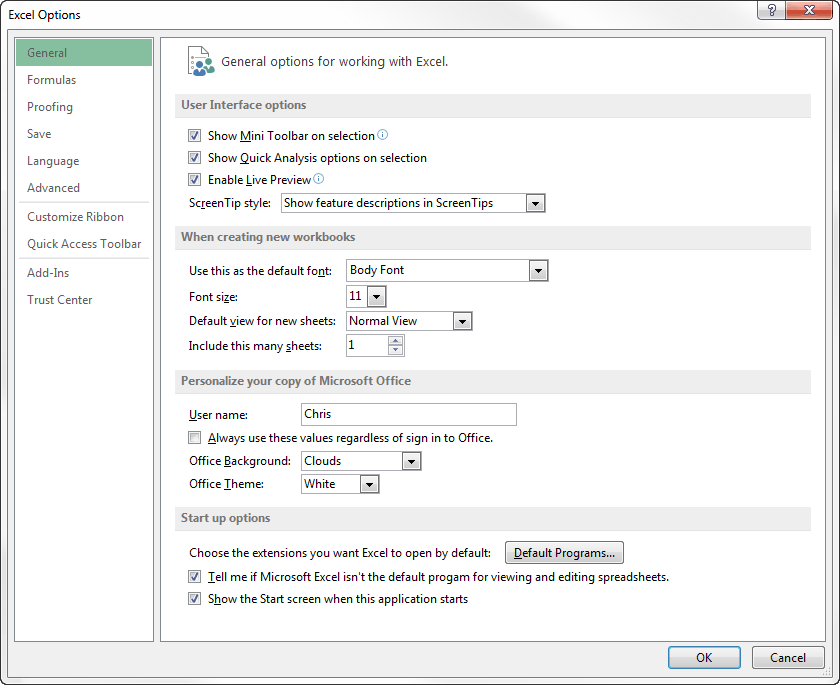 Excel Options
General
Formulas
Proofing
Save
Language
Advanced
Customize Ribbon
Quick Access Toolbar
Add-Ins
Trust Center
General options for working with Excel.
User Interface options
Show Mini Toolbar on selection
Show Quick Analysis options on selection
Enable Live Preview
ScreenTip style: Show feature descriptions in ScreenTips
When creating new workbooks
Use this as the default font: Body Font
Font size: 11
Default view for new sheets: Normal View
Include this many sheets: 1
Personalize your copy of Microsoft Office
User name: Chris
Always use these values regardless of sign in to Office.
Office Background: Clouds
Office Theme: White
Start up options
Choose the extensions you want Excel to open by default: Default Programs...
Tell me if Microsoft Excel isn't the default progam for viewing and editing spreadsheets.
Show the Start screen when this application starts
OK Cancel